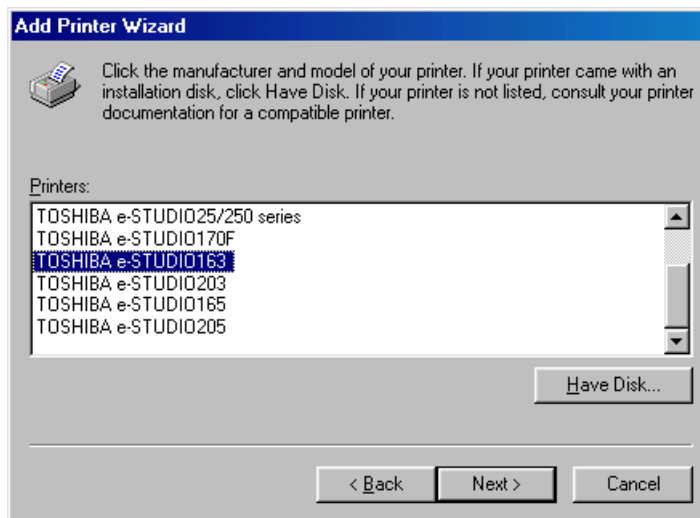 Add Printer Wizard
Click the manufacturer and model of your printer. If your printer came with an
installation disk, click Have Disk. If your printer is not listed, consult your printer
documentation for a compatible printer.
Printers:
TOSHIBA e-STUDIO25/250 series
TOSHIBA e-STUDIO170F
TOSHIBA e-STUDIO163
TOSHIBA e-STUDIO203
TOSHIBA e-STUDIO165
TOSHIBA e-STUDIO205
Have Disk...
< Back
Next >
Cancel